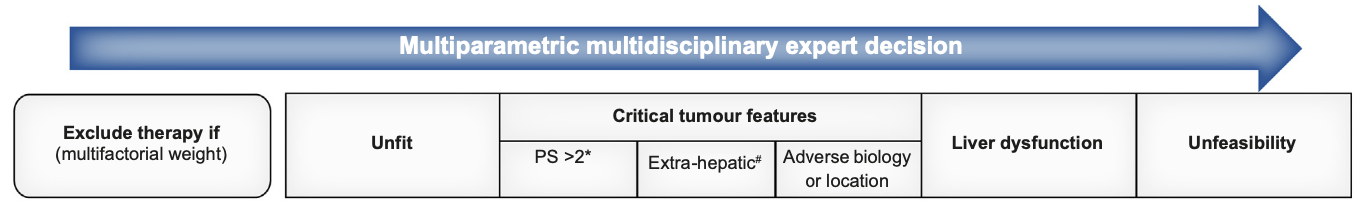 Multiparametric multidisciplinary expert decision
Exclude therapy if
(multifactorial weight)
Unfit
Critical tumour features
PS >2*
Extra-hepatic#
Adverse biology
or location
Liver dysfunction
Unfeasibility